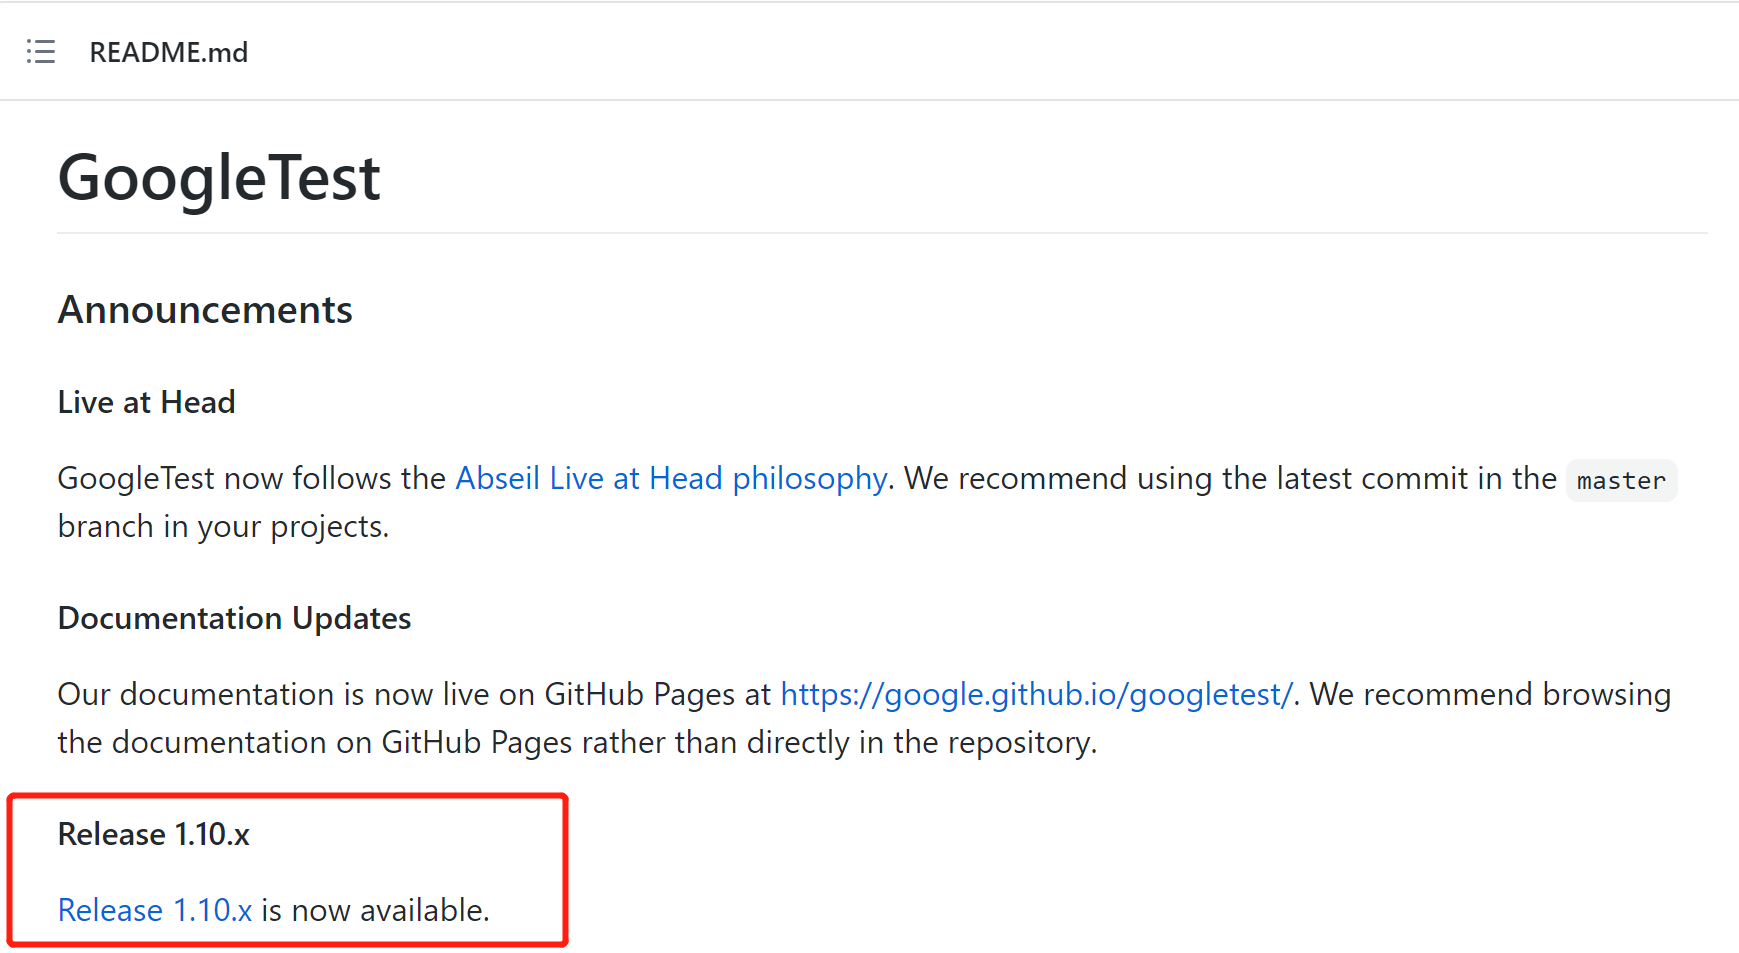 README.md
GoogleTest
Announcements
Live at Head
GoogleTest now follows the Abseil Live at Head philosophy. We recommend using the latest commit in the master
branch in your projects.
Documentation Updates
Our documentation is now live on GitHub Pages at https://google.github.io/googletest/. We recommend browsing
the documentation on GitHub Pages rather than directly in the repository.
Release 1.10.x
Release 1.10.x is now available.